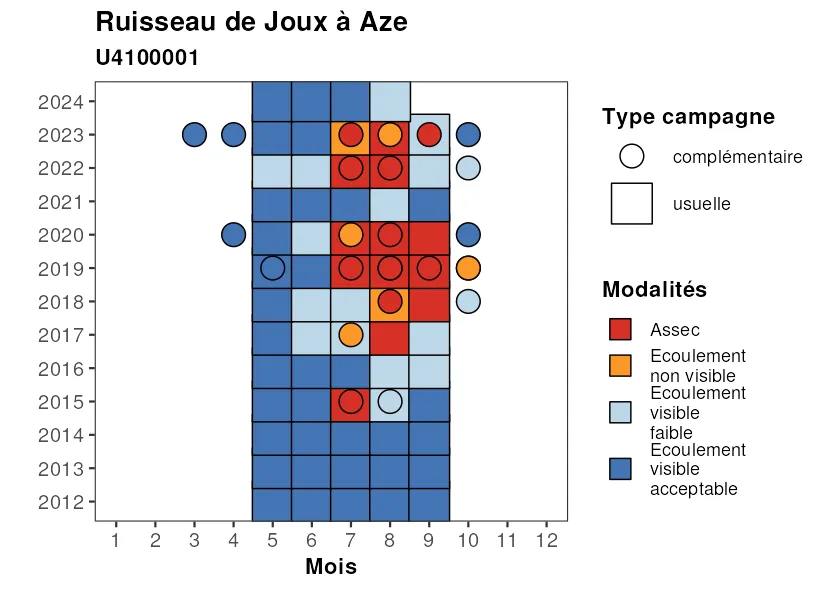 Ruisseau de Joux à Aze
U4100001
2024
2023
2022
2021
2020
2019
2018
2017
2016
2015
2014
2013
2012
1 2 3 4 5 6 7 8 9 10 11 12
Mois
Type campagne
complémentaire
usuelle
Modalités
Assec
Ecoulement
non visible
Ecoulement
visible
faible
Ecoulement
visible
acceptable